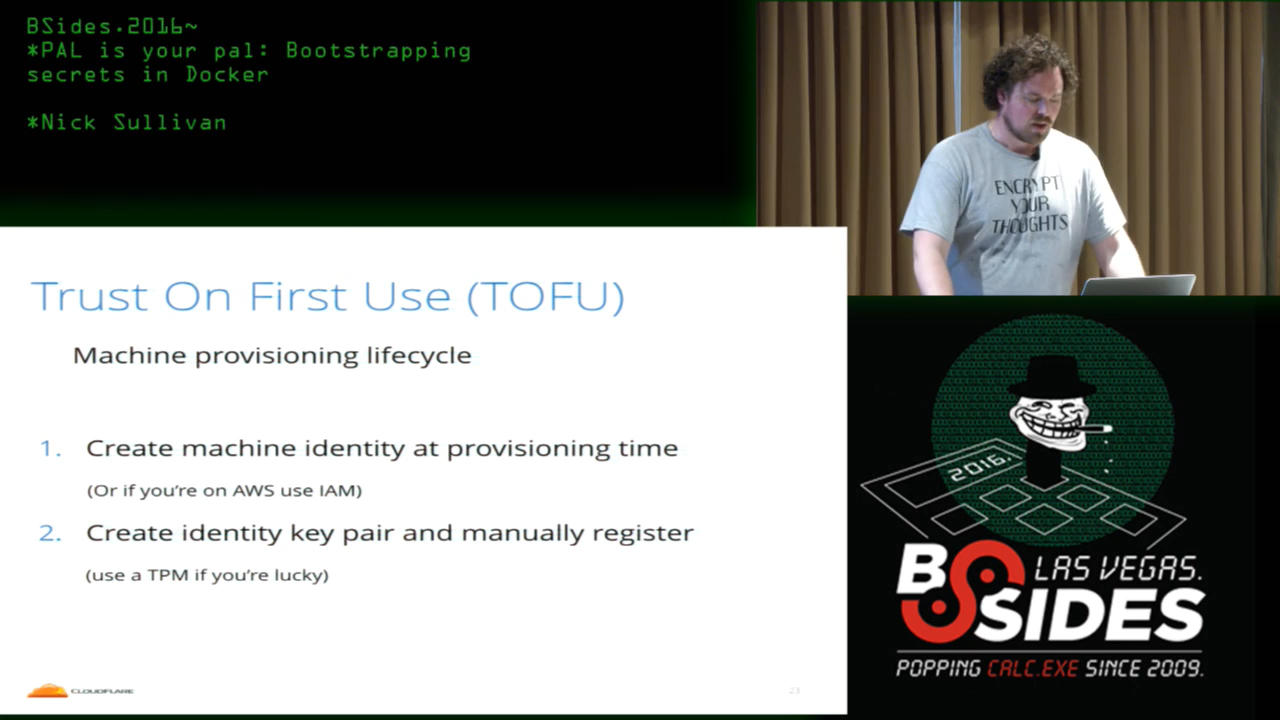 BSides.2016~
*PAL is your pal: Bootstrapping
secrets in Docker
*Nick Sullivan
ENCRYPT
YOUR
THOUGHTS
Trust On First Use (TOFU)
Machine provisioning lifecycle
1. Create machine identity at provisioning time
(Or if you're on AWS use IAM)
2. Create identity key pair and manually register
(use a TPM if you're lucky)
CLOUDFLARE
23
2016.
BSIDES
LAS VEGAS.
POPPING CALC.EXE SINCE 2009.